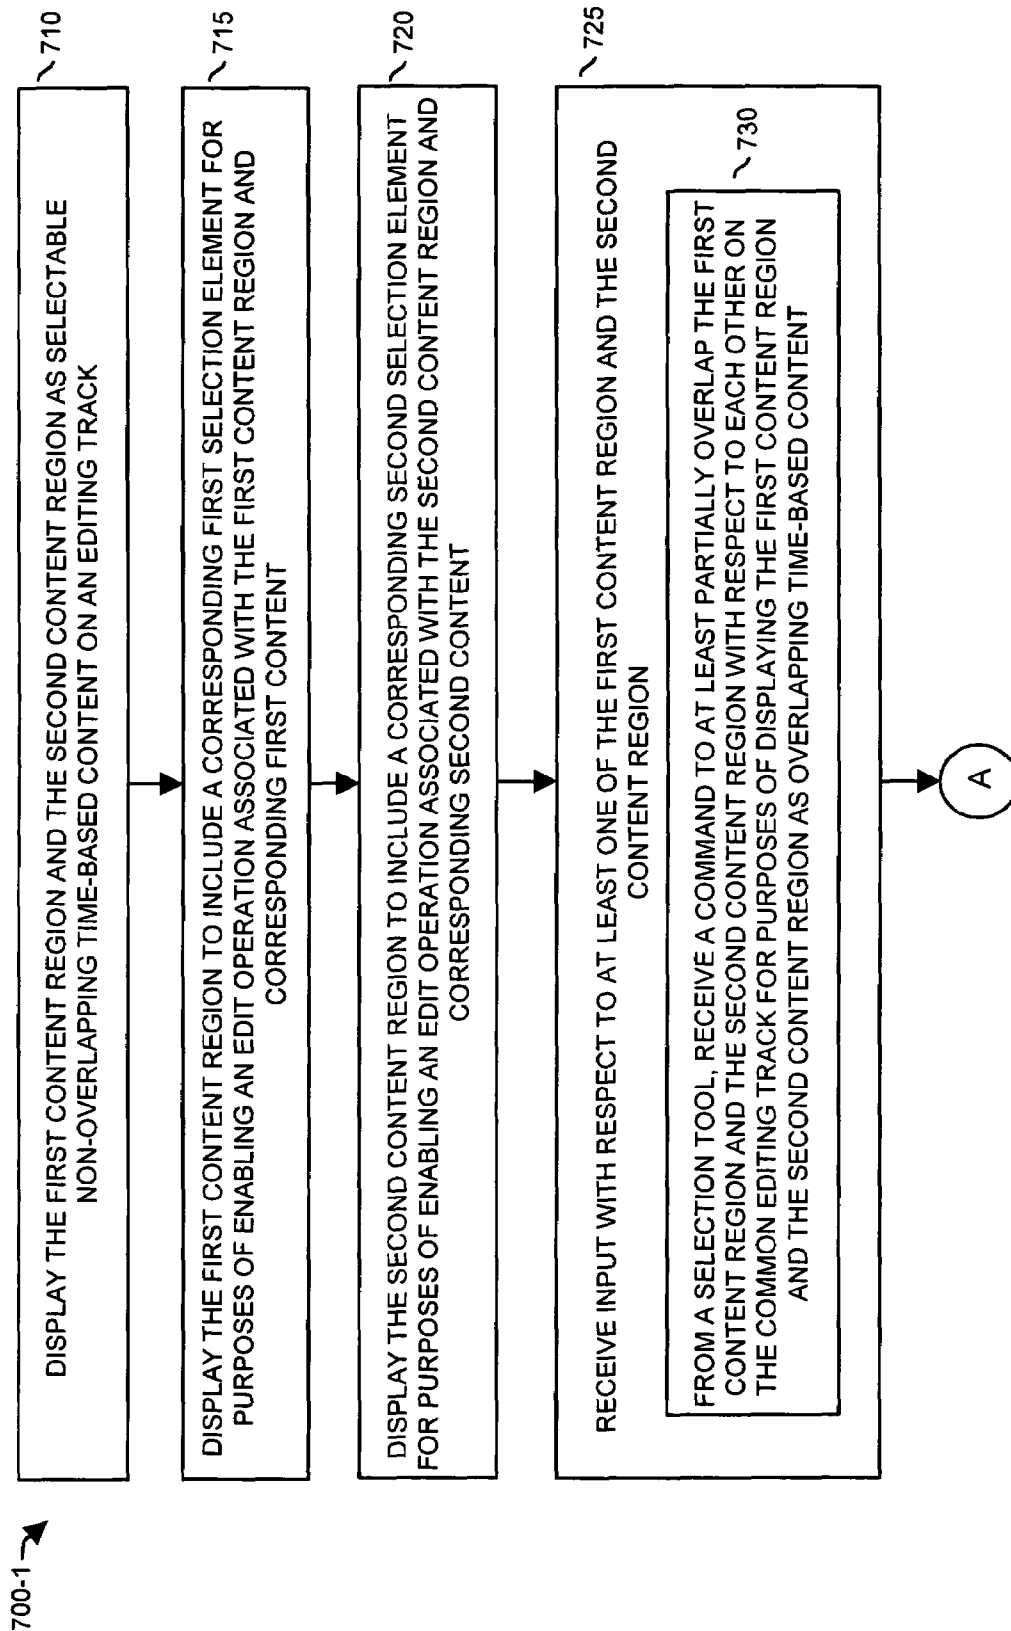 700-1
710
DISPLAY THE FIRST CONTENT REGION AND THE SECOND CONTENT REGION AS SELECTABLE
NON-OVERLAPPING TIME-BASED CONTENT ON AN EDITING TRACK
715
DISPLAY THE FIRST CONTENT REGION TO INCLUDE A CORRESPONDING FIRST SELECTION ELEMENT FOR
PURPOSES OF ENABLING AN EDIT OPERATION ASSOCIATED WITH THE FIRST CONTENT REGION AND
CORRESPONDING FIRST CONTENT
720
DISPLAY THE SECOND CONTENT REGION TO INCLUDE A CORRESPONDING SECOND SELECTION ELEMENT
FOR PURPOSES OF ENABLING AN EDIT OPERATION ASSOCIATED WITH THE SECOND CONTENT REGION AND
CORRESPONDING SECOND CONTENT
725
RECEIVE INPUT WITH RESPECT TO AT LEAST ONE OF THE FIRST CONTENT REGION AND THE SECOND
CONTENT REGION
730
FROM A SELECTION TOOL, RECEIVE A COMMAND TO AT LEAST PARTIALLY OVERLAP THE FIRST
CONTENT REGION AND THE SECOND CONTENT REGION WITH RESPECT TO EACH OTHER ON
THE COMMON EDITING TRACK FOR PURPOSES OF DISPLAYING THE FIRST CONTENT REGION
AND THE SECOND CONTENT REGION AS OVERLAPPING TIME-BASED CONTENT
A